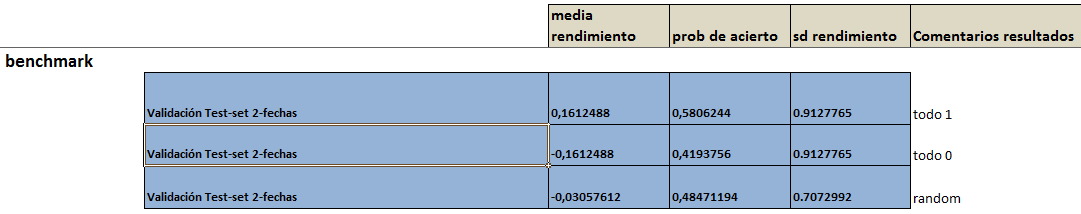 media rendimiento prob de acierto sd rendimiento Comentarios resultados
benchmark
Validación Test-set 2-fechas 0,1612488 0,5806244 0.9127765 todo 1
Validación Test-set 2-fechas -0,1612488 0,4193756 0.9127765 todo 0
Validación Test-set 2-fechas -0,03057612 0,48471194 0.7072992 random